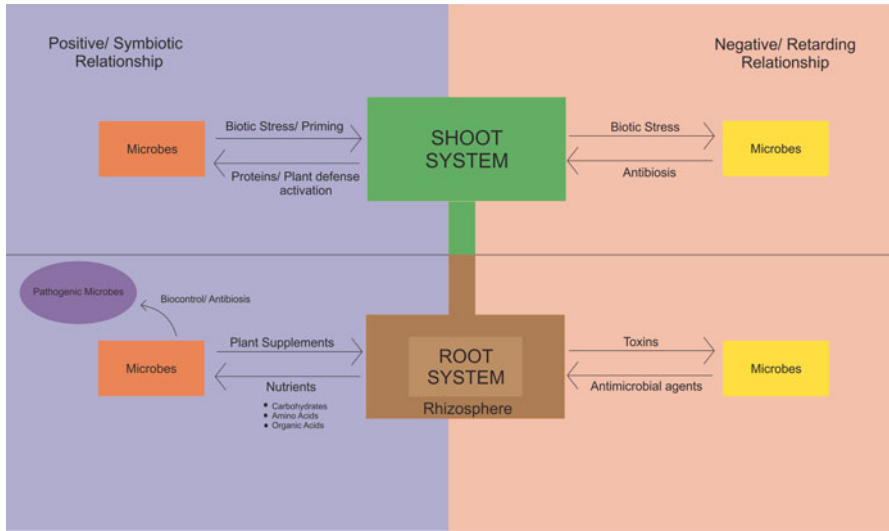 Positive/ Symbiotic
Relationship
Negative/ Retarding
Relationship
Microbes
Biotic Stress/ Priming
Proteins/ Plant defense
activation
SHOOT
SYSTEM
Biotic Stress
Antibiosis
Microbes
Pathogenic Microbes
Biocontrol/ Antibiosis
Microbes
Plant Supplements
Nutrients
• Carbohydrates
• Amino Acids
• Organic Acids
ROOT
SYSTEM
Rhizosphere
Toxins
Antimicrobial agents
Microbes